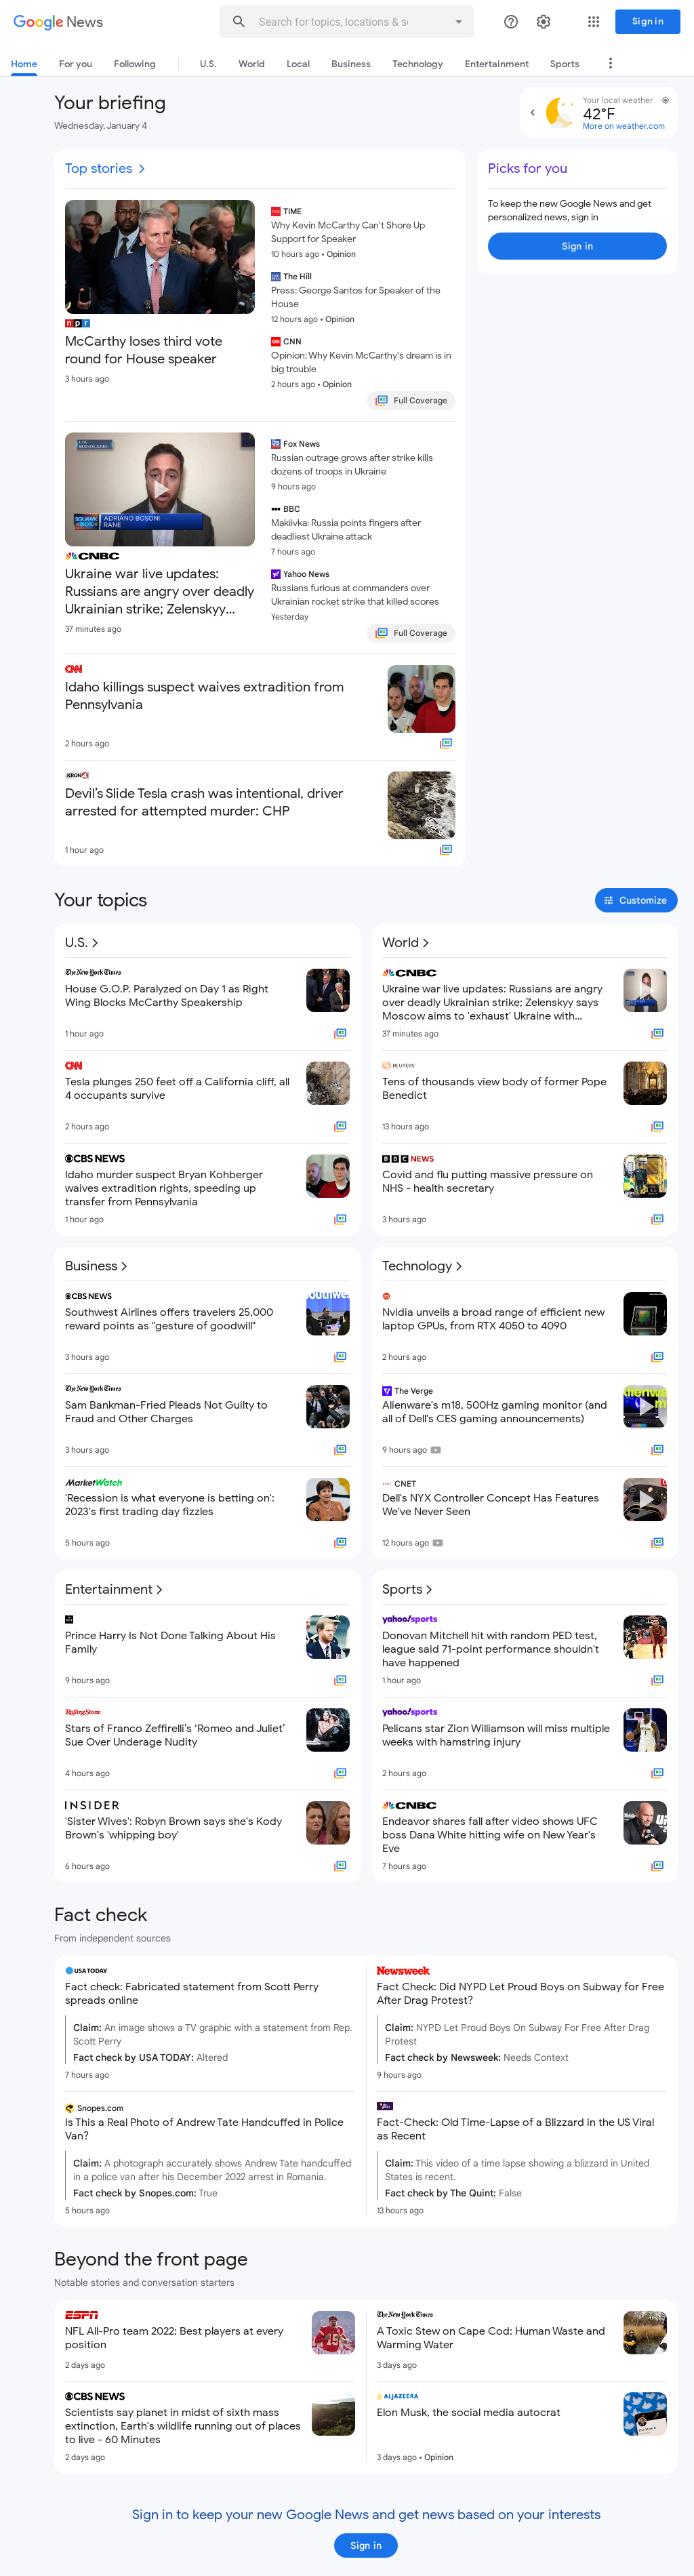 Google News
Search for topics, locations & s
Sign in
Home
For you
Following
U.S.
World
Local
Business
Technology
Entertainment
Sports
Your briefing
Wednesday, January 4
Your local weather
42°F
More on weather.com
Top stories
npr
McCarthy loses third vote
round for House speaker
3 hours ago
TIME
Why Kevin McCarthy Can't Shore Up
Support for Speaker
10 hours ago • Opinion
The Hill
Press: George Santos for Speaker of the
House
12 hours ago • Opinion
CNN
Opinion: Why Kevin McCarthy's dream is in
big trouble
2 hours ago • Opinion
Full Coverage
Picks for you
To keep the new Google News and get
personalized news, sign in
Sign in
SQUAWK BOX
ADRIANO BOSONI
RANE
CNBC
Ukraine war live updates:
Russians are angry over deadly
Ukrainian strike; Zelenskyy...
37 minutes ago
Fox News
Russian outrage grows after strike kills
dozens of troops in Ukraine
9 hours ago
BBC
Makiivka: Russia points fingers after
deadliest Ukraine attack
7 hours ago
Yahoo News
Russians furious at commanders over
Ukrainian rocket strike that killed scores
Yesterday
Full Coverage
CNN
Idaho killings suspect waives extradition from
Pennsylvania
2 hours ago
KRON 4
Devil’s Slide Tesla crash was intentional, driver
arrested for attempted murder: CHP
1 hour ago
Your topics
Customize
U.S.
The New York Times
House G.O.P. Paralyzed on Day 1 as Right
Wing Blocks McCarthy Speakership
1 hour ago
CNN
Tesla plunges 250 feet off a California cliff, all
4 occupants survive
2 hours ago
CBS NEWS
Idaho murder suspect Bryan Kohberger
waives extradition rights, speeding up
transfer from Pennsylvania
1 hour ago
World
CNBC
Ukraine war live updates: Russians are angry
over deadly Ukrainian strike; Zelenskyy says
Moscow aims to 'exhaust' Ukraine with...
37 minutes ago
REUTERS
Tens of thousands view body of former Pope
Benedict
13 hours ago
BBC NEWS
Covid and flu putting massive pressure on
NHS - health secretary
3 hours ago
Business
CBS NEWS
Southwest Airlines offers travelers 25,000
reward points as "gesture of goodwill"
3 hours ago
The New York Times
Sam Bankman-Fried Pleads Not Guilty to
Fraud and Other Charges
3 hours ago
MarketWatch
'Recession is what everyone is betting on':
2023's first trading day fizzles
5 hours ago
Technology
Nvidia unveils a broad range of efficient new
laptop GPUs, from RTX 4050 to 4090
2 hours ago
The Verge
Alienware's m18, 500Hz gaming monitor (and
all of Dell's CES gaming announcements)
9 hours ago
CNET
Dell's NYX Controller Concept Has Features
We've Never Seen
12 hours ago
Entertainment
Prince Harry Is Not Done Talking About His
Family
9 hours ago
RollingStone
Stars of Franco Zeffirelli’s ‘Romeo and Juliet’
Sue Over Underage Nudity
4 hours ago
INSIDER
'Sister Wives': Robyn Brown says she's Kody
Brown's 'whipping boy'
6 hours ago
Sports
yahoo!sports
Donovan Mitchell hit with random PED test,
league said 71-point performance shouldn't
have happened
1 hour ago
yahoo!sports
Pelicans star Zion Williamson will miss multiple
weeks with hamstring injury
2 hours ago
CNBC
Endeavor shares fall after video shows UFC
boss Dana White hitting wife on New Year's
Eve
7 hours ago
Fact check
From independent sources
USA TODAY
Fact check: Fabricated statement from Scott Perry
spreads online
Claim: An image shows a TV graphic with a statement from Rep.
Scott Perry
Fact check by USA TODAY: Altered
7 hours ago
Newsweek
Fact Check: Did NYPD Let Proud Boys on Subway for Free
After Drag Protest?
Claim: NYPD Let Proud Boys On Subway For Free After Drag
Protest
Fact check by Newsweek: Needs Context
9 hours ago
Snopes.com
Is This a Real Photo of Andrew Tate Handcuffed in Police
Van?
Claim: A photograph accurately shows Andrew Tate handcuffed
in a police van after his December 2022 arrest in Romania.
Fact check by Snopes.com: True
5 hours ago
Fact-Check: Old Time-Lapse of a Blizzard in the US Viral
as Recent
Claim: This video of a time lapse showing a blizzard in United
States is recent.
Fact check by The Quint: False
13 hours ago
Beyond the front page
Notable stories and conversation starters
ESPN
NFL All-Pro team 2022: Best players at every
position
2 days ago
The New York Times
A Toxic Stew on Cape Cod: Human Waste and
Warming Water
3 days ago
CBS NEWS
Scientists say planet in midst of sixth mass
extinction, Earth's wildlife running out of places
to live - 60 Minutes
2 days ago
ALJAZEERA
Elon Musk, the social media autocrat
3 days ago • Opinion
Sign in to keep your new Google News and get news based on your interests
Sign in